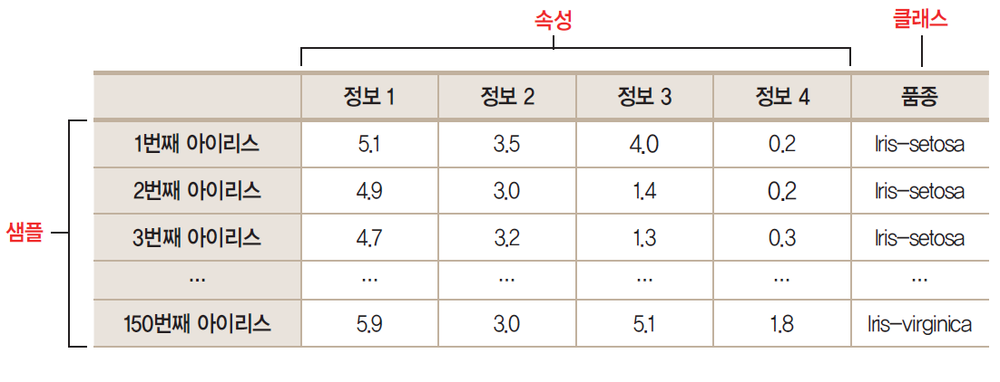 속성 클래스
정보 1 정보 2 정보 3 정보 4 품종
샘플
1번째 아이리스 5.1 3.5 4.0 0.2 Iris-setosa
2번째 아이리스 4.9 3.0 1.4 0.2 Iris-setosa
3번째 아이리스 4.7 3.2 1.3 0.3 Iris-setosa
… … … … … …
150번째 아이리스 5.9 3.0 5.1 1.8 Iris-virginica